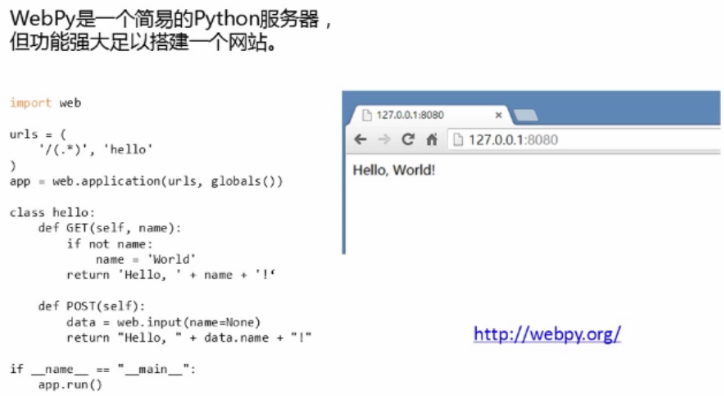 WebPy是一个简易的Python服务器，
但功能强大足以搭建一个网站。
import web
urls = (
    '/(.*)', 'hello'
)
app = web.application(urls, globals())
class hello:
    def GET(self, name):
        if not name:
            name = 'World'
        return 'Hello, ' + name + '!‘
    def POST(self):
        data = web.input(name=None)
        return "Hello, " + data.name + "!"
if __name__ == "__main__":
    app.run()
127.0.0.1:8080
127.0.0.1:8080
Hello, World!
http://webpy.org/